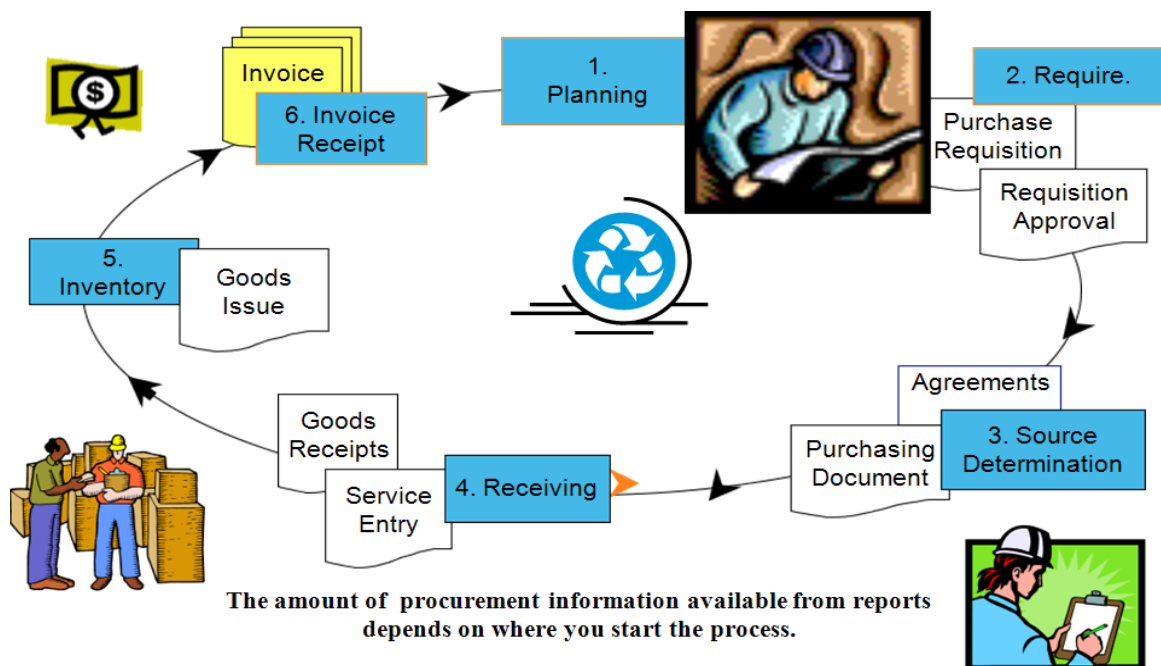 Invoice
6. Invoice
Receipt
$
1.
Planning
2. Require.
Purchase
Requisition
Requisition
Approval
Agreements
3. Source
Determination
Purchasing
Document
4. Receiving
Goods
Receipts
Service
Entry
5.
Inventory
Goods
Issue
The amount of procurement information available from reports
depends on where you start the process.